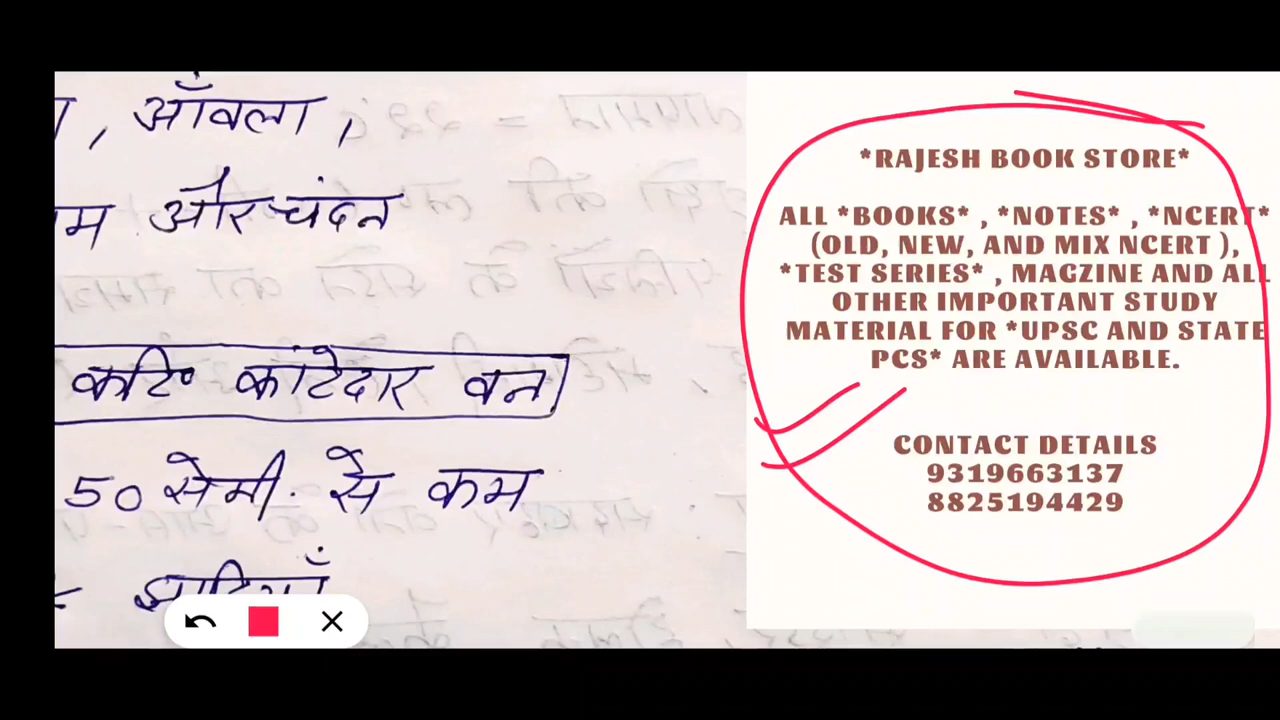 , आँवला ,
और चंदन
कटि॰ कांटेदार वन
50 सेमी. से कम
झाड़ियाँ
*RAJESH BOOK STORE*
ALL *BOOKS* , *NOTES* , *NCERT*
(OLD, NEW, AND MIX NCERT ),
*TEST SERIES* , MAGZINE AND ALL
OTHER IMPORTANT STUDY
MATERIAL FOR *UPSC AND STATE
PCS* ARE AVAILABLE.
CONTACT DETAILS
9319663137
8825194429